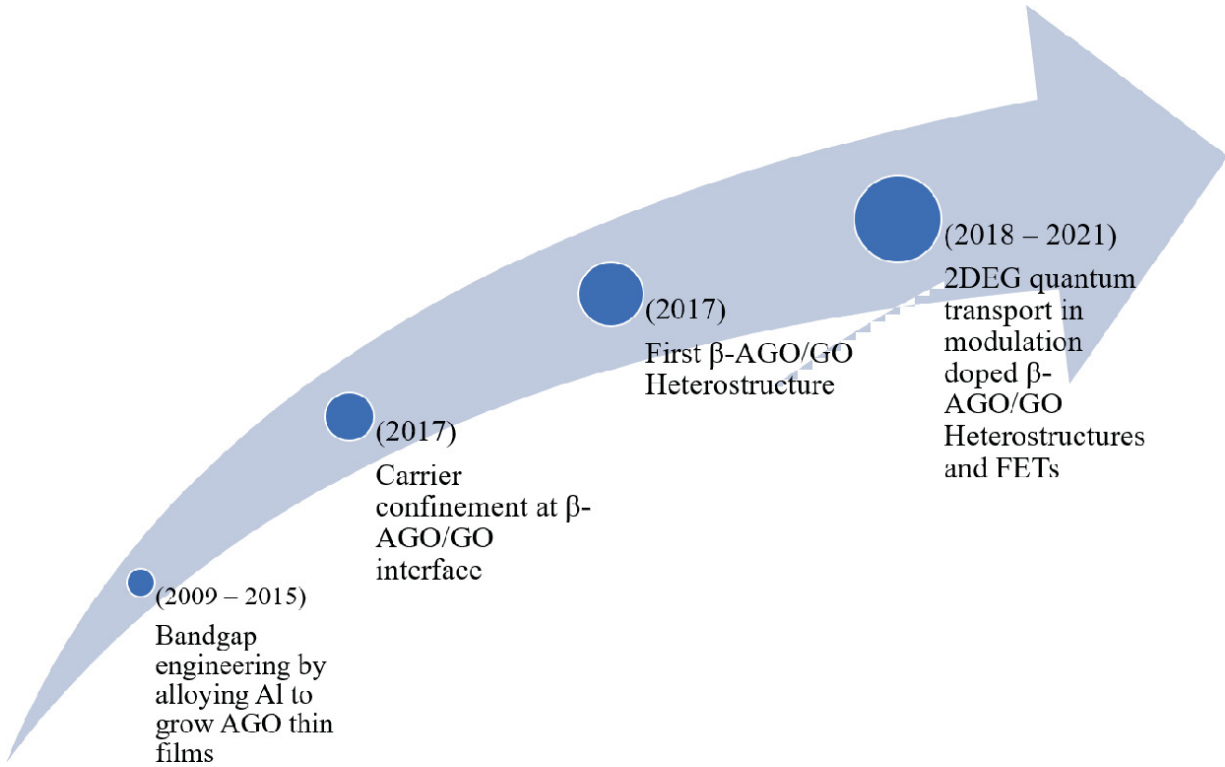 (2009 – 2015)
Bandgap
engineering by
alloying Al to
grow AGO thin
films
(2017)
Carrier
confinement at β-
AGO/GO
interface
(2017)
First β-AGO/GO
Heterostructure
(2018 – 2021)
2DEG quantum
transport in
modulation
doped β-
AGO/GO
Heterostructures
and FETs